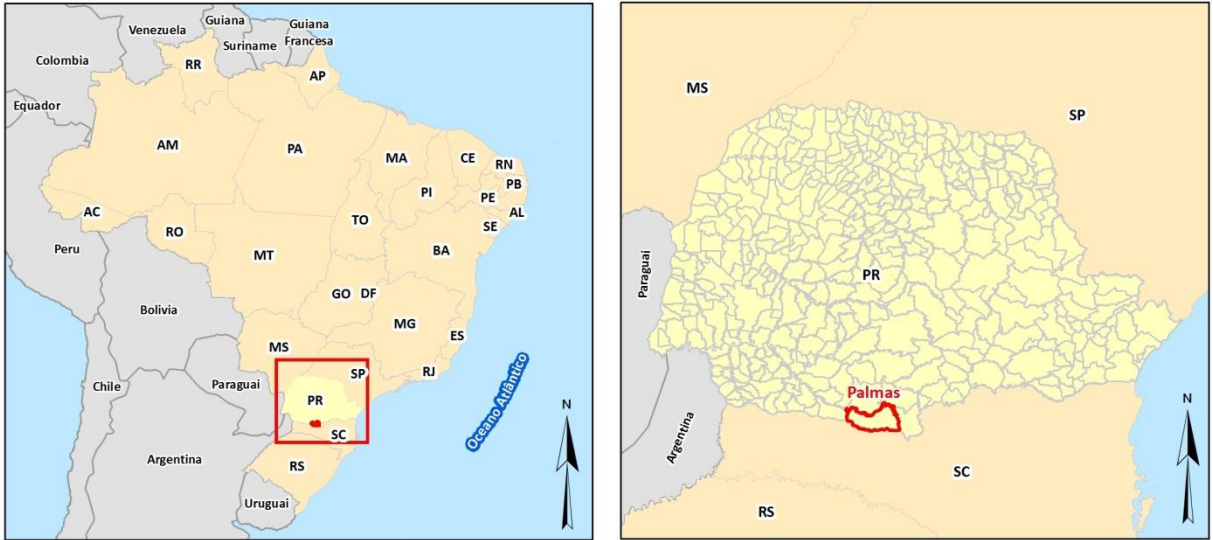 Venezuela
Guiana
Suriname
Guiana
Francesa
Colombia
RR
AP
Equador
AM
PA
MA
CE
RN
PB
PI
PE
AL
AC
TO
SE
RO
Peru
MT
BA
Bolivia
GO
DF
MG
ES
MS
SP
RJ
Chile
Paraguai
PR
Oceano Atlântico
SC
Argentina
RS
Uruguai
N
MS
SP
Paraguai
PR
Palmas
Argentina
SC
RS
N